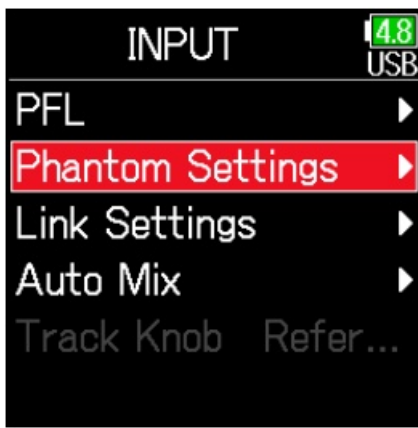 INPUT
4.8
USB
PFL
Phantom Settings
Link Settings
Auto Mix
Track Knob Refer...